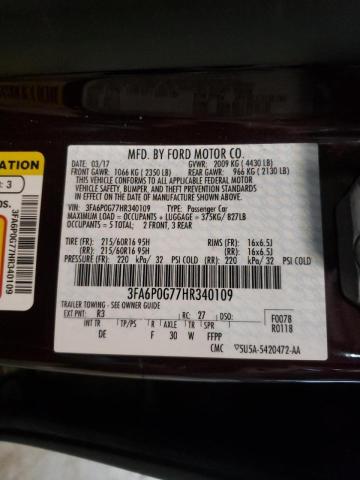 MFD. BY FORD MOTOR CO.
DATE: 03/17 GVWR: 2009 KG ( 4430 LB)
FRONT GAWR: 1066 KG ( 2350 LB) REAR GAWR: 966 KG ( 2130 LB)
THIS VEHICLE CONFORMS TO ALL APPLICABLE FEDERAL MOTOR
VEHICLE SAFETY, BUMPER, AND THEFT PREVENTION STANDARDS
IN EFFECT ON THE DATE OF MANUFACTURE SHOWN ABOVE.
VIN: 3FA6P0G77HR340109 TYPE: Passenger Car
MAXIMUM LOAD = OCCUPANTS + LUGGAGE = 375KG/ 827LB
OCCUPANTS = 5 TOTAL: 2 FRONT, 3 REAR
TIRE (FR): 215/60R16 95H RIMS (FR): 16x6.5J
(RR): 215/60R16 95H (RR): 16x6.5J
PRESSURE (FR): 220 kPa/ 32 PSI COLD (RR): 220 kPa/ 32 PSI COLD
3FA6P0G77HR340109
TRAILER TOWING - SEE OWNER GUIDE
EXT PNT: R3 RC: 27 DSO: F0078
INT TR TP/PS R AXLE TR SPR R0118
DE F 30 W FFPP
CMC 5U5A-5420472-AA
ATION
: 3
os.
3FA6P0G77HR340109